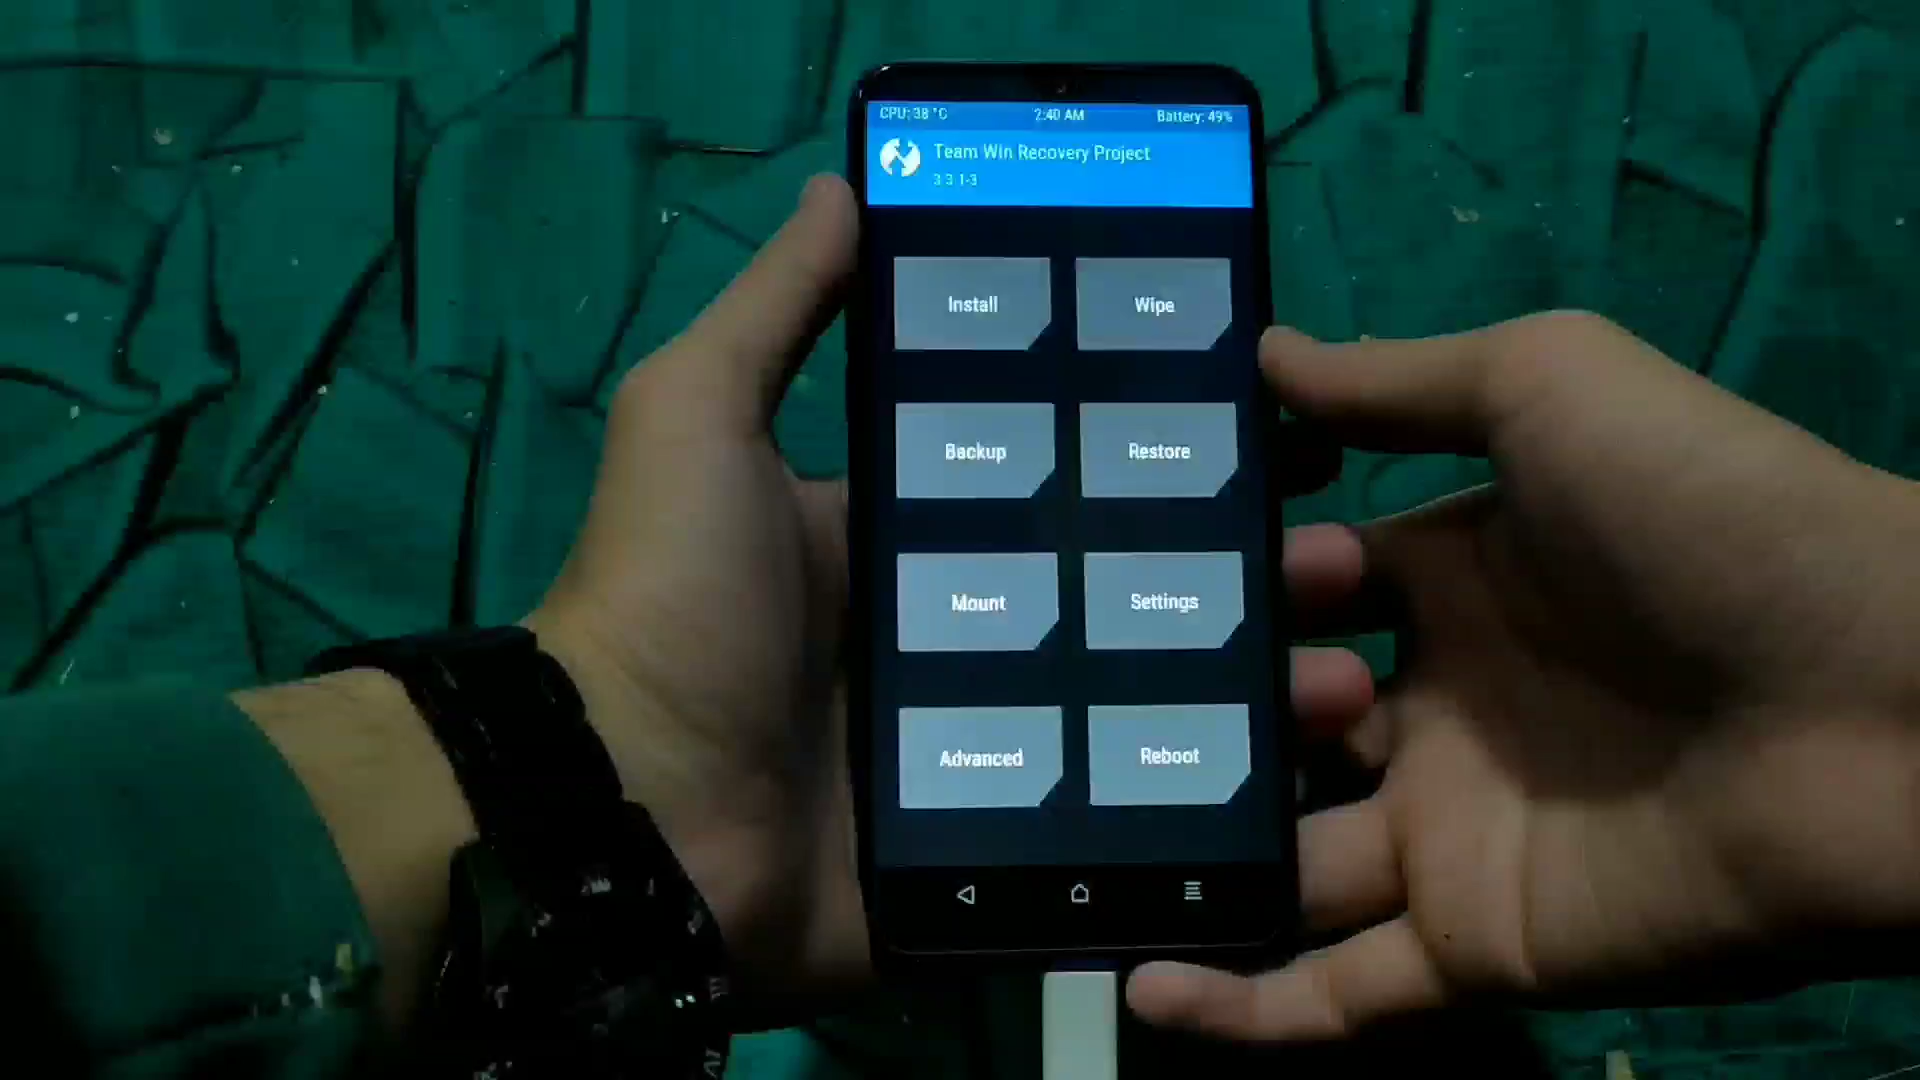 CPU: 38 °C 2:40 AM Battery: 49%
Team Win Recovery Project
3 3 1-3
Install Wipe
Backup Restore
Mount Settings
Advanced Reboot